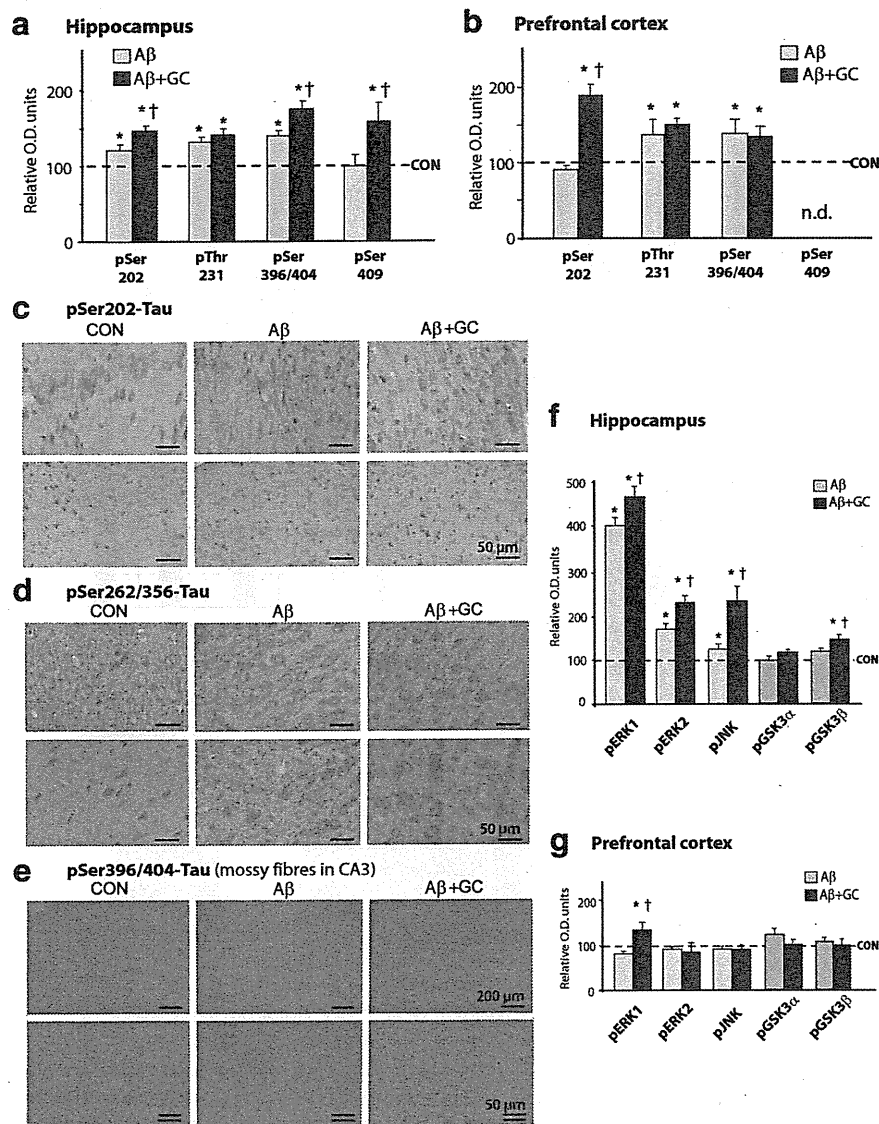 a Hippocampus
Aβ
Aβ+GC
Relative O.D. units
200
100
0
* *† * * * *† *†
CON
pSer 202
pThr 231
pSer 396/404
pSer 409
b Prefrontal cortex
Aβ
Aβ+GC
Relative O.D. units
200
100
0
*† * * * *
CON
n.d.
pSer 202
pThr 231
pSer 396/404
pSer 409
c pSer202-Tau
CON Aβ Aβ+GC
50 µm
d pSer262/356-Tau
CON Aβ Aβ+GC
50 µm
e pSer396/404-Tau (mossy fibres in CA3)
CON Aβ Aβ+GC
200 µm
50 µm
f Hippocampus
Aβ
Aβ+GC
Relative O.D. units
500
400
300
200
100
0
* *† * *† * *† *†
CON
pERK1
pERK2
pJNK
pGSK3α
pGSK3β
g Prefrontal cortex
Aβ
Aβ+GC
Relative O.D. units
200
100
0
*†
CON
pERK1
pERK2
pJNK
pGSK3α
pGSK3β